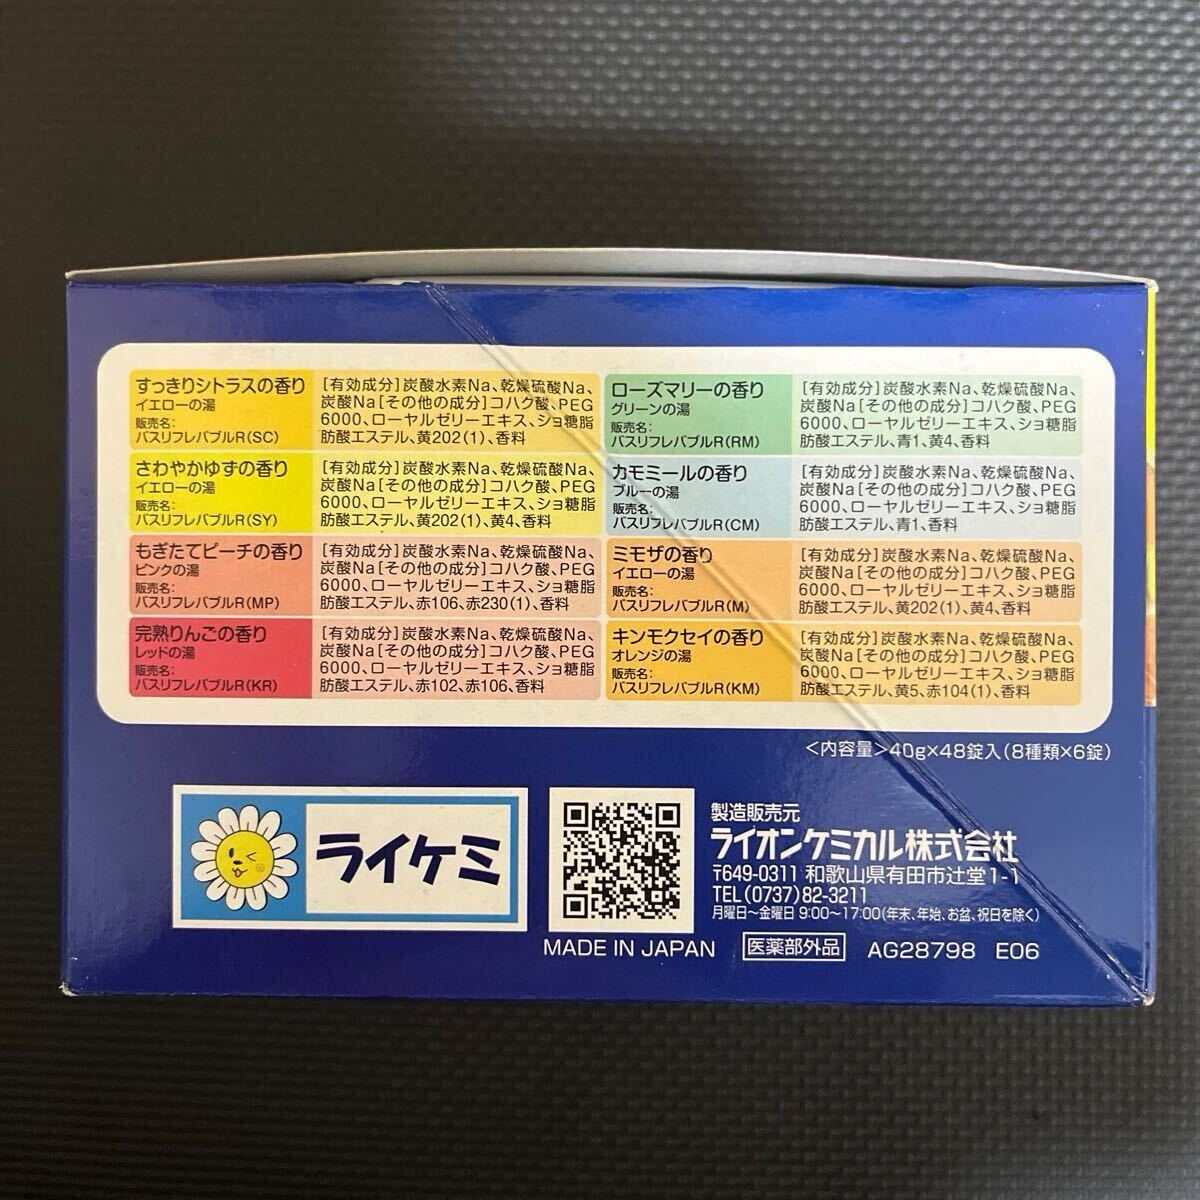 すっきりシトラスの香り
イエローの湯
販売名:
バスリフレバブルR(SC)
[有効成分]炭酸水素Na、乾燥硫酸Na、
炭酸Na[その他の成分]コハク酸、PEG
6000、ローヤルゼリーエキス、ショ糖脂
肪酸エステル、黄202(1)、香料
さわやかゆずの香り
イエローの湯
販売名:
バスリフレバブルR(SY)
[有効成分]炭酸水素Na、乾燥硫酸Na、
炭酸Na[その他の成分]コハク酸、PEG
6000、ローヤルゼリーエキス、ショ糖脂
肪酸エステル、黄202(1)、黄4、香料
もぎたてピーチの香り
ピンクの湯
販売名:
バスリフレバブルR(MP)
[有効成分]炭酸水素Na、乾燥硫酸Na、
炭酸Na[その他の成分]コハク酸、PEG
6000、ローヤルゼリーエキス、ショ糖脂
肪酸エステル、赤106、赤230(1)、香料
完熟りんごの香り
レッドの湯
販売名:
バスリフレバブルR(KR)
[有効成分]炭酸水素Na、乾燥硫酸Na、
炭酸Na[その他の成分]コハク酸、PEG
6000、ローヤルゼリーエキス、ショ糖脂
肪酸エステル、赤102、赤106、香料
ローズマリーの香り
グリーンの湯
販売名:
バスリフレバブルR(RM)
[有効成分]炭酸水素Na、乾燥硫酸Na、
炭酸Na[その他の成分]コハク酸、PEG
6000、ローヤルゼリーエキス、ショ糖脂
肪酸エステル、青1、黄4、香料
カモミールの香り
ブルーの湯
販売名:
バスリフレバブルR(CM)
[有効成分]炭酸水素Na、乾燥硫酸Na、
炭酸Na[その他の成分]コハク酸、PEG
6000、ローヤルゼリーエキス、ショ糖脂
肪酸エステル、青1、香料
ミモザの香り
イエローの湯
販売名:
バスリフレバブルR(M)
[有効成分]炭酸水素Na、乾燥硫酸Na、
炭酸Na[その他の成分]コハク酸、PEG
6000、ローヤルゼリーエキス、ショ糖脂
肪酸エステル、黄202(1)、黄4、香料
キンモクセイの香り
オレンジの湯
販売名:
バスリフレバブルR(KM)
[有効成分]炭酸水素Na、乾燥硫酸Na、
炭酸Na[その他の成分]コハク酸、PEG
6000、ローヤルゼリーエキス、ショ糖脂
肪酸エステル、黄5、赤104(1)、香料
<内容量>40g×48錠入(8種類×6錠)
ライケミ
製造販売元
ライオンケミカル株式会社
〒649-0311 和歌山県有田市辻堂1-1
TEL(0737)82-3211
月曜日~金曜日 9:00~17:00(年末、年始、お盆、祝日を除く)
MADE IN JAPAN 医薬部外品 AG28798 E06